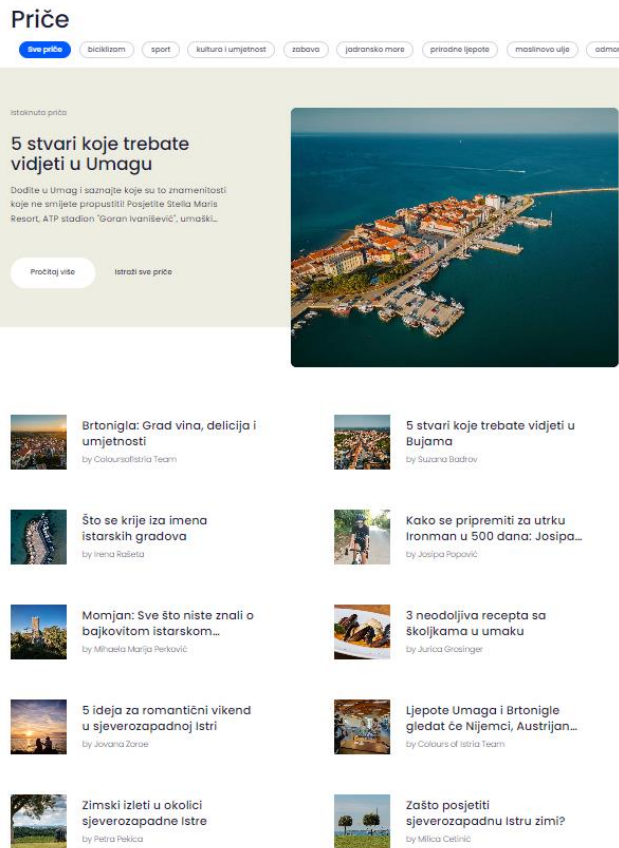 Priče
Sve priče
biciklizam
sport
kultura i umjetnost
zabava
jadransko more
prirodne ljepote
maslinovo ulje
odmor
Istaknuta priča
5 stvari koje trebate
vidjeti u Umagu
Dođite u Umag i saznajte koje su to znamenitosti
koje ne smijete propustiti! Posjetite Stella Maris
Resort, ATP stadion "Goran Ivanišević", umaški...
Pročitaj više
Istraži sve priče
Brtonigla: Grad vina, delicija i
umjetnosti
by ColoursofIstria Team
5 stvari koje trebate vidjeti u
Bujama
by Suzana Badrov
Što se krije iza imena
istarskih gradova
by Irena Rašeta
Kako se pripremiti za utrku
Ironman u 500 dana: Josipa...
by Josipa Popović
Momjan: Sve što niste znali o
bajkovitom istarskom...
by Mihaela Marija Perković
3 neodoljiva recepta sa
školjkama u umaku
by Jurica Grosinger
5 ideja za romantični vikend
u sjeverozapadnoj Istri
by Jovana Zorae
Ljepote Umaga i Brtonigle
gledat će Nijemci, Austrijan...
by Colours of Istria Team
Zimski izleti u okolici
sjeverozapadne Istre
by Petra Pekica
Zašto posjetiti
sjeverozapadnu Istru zimi?
by Milica Cetinić